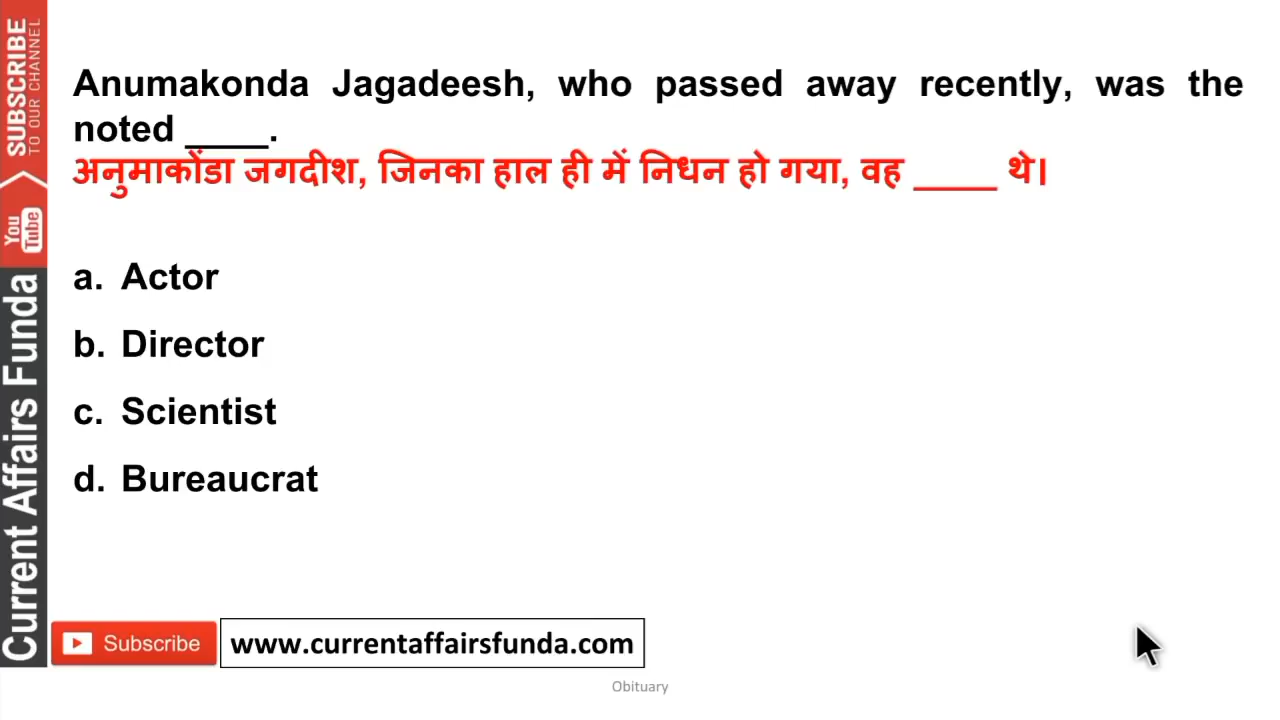 Anumakonda Jagadeesh, who passed away recently, was the
noted ____.
अनुमाकोंडा जगदीश, जिनका हाल ही में निधन हो गया, वह ____ थे।
a. Actor
b. Director
c. Scientist
d. Bureaucrat
SUBSCRIBE
TO OUR CHANNEL
You
Tube
Current Affairs Funda
Subscribe
www.currentaffairsfunda.com
Obituary